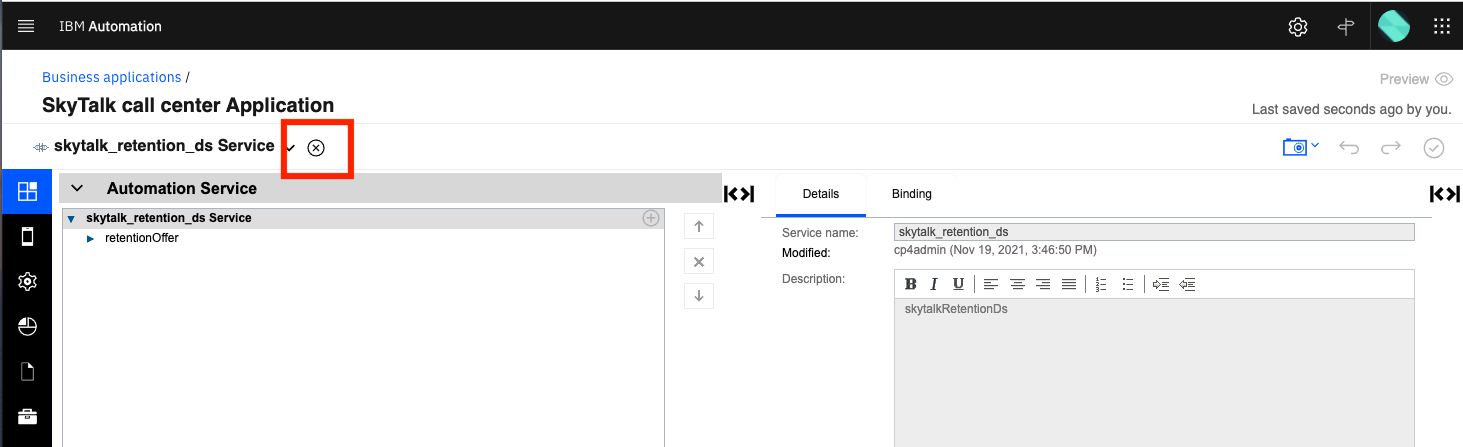 IBM Automation
Business applications /
Preview
SkyTalk call center Application
Last saved seconds ago by you.
skytalk_retention_ds Service
Automation Service
skytalk_retention_ds Service
retentionOffer
Details
Binding
Service name:
skytalk_retention_ds
Modified:
cp4admin (Nov 19, 2021, 3:46:50 PM)
Description:
B I U
skytalkRetentionDs